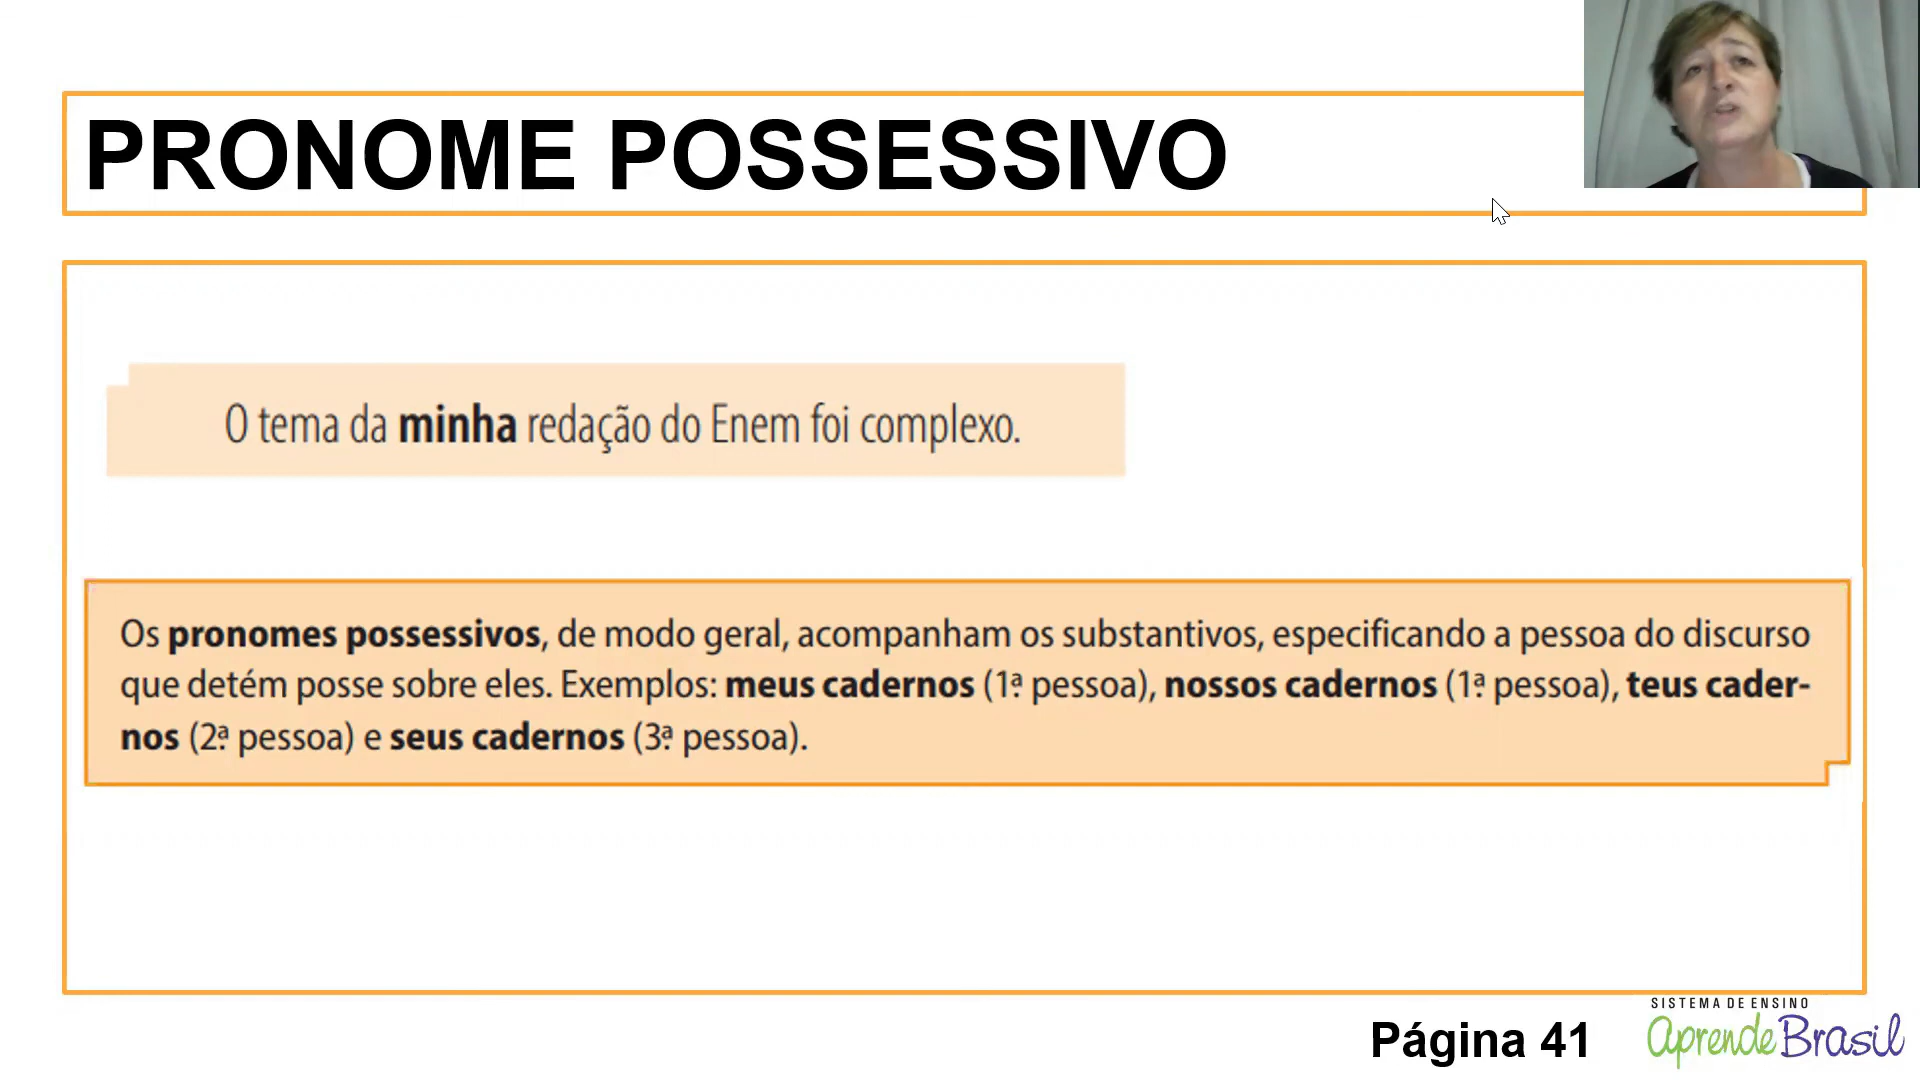 PRONOME POSSESSIVO
O tema da minha redação do Enem foi complexo.
Os pronomes possessivos, de modo geral, acompanham os substantivos, especificando a pessoa do discurso
que detém posse sobre eles. Exemplos: meus cadernos (1ª pessoa), nossos cadernos (1ª pessoa), teus cader-
nos (2ª pessoa) e seus cadernos (3ª pessoa).
Página 41
SISTEMA DE ENSINO
aprendeBrasil